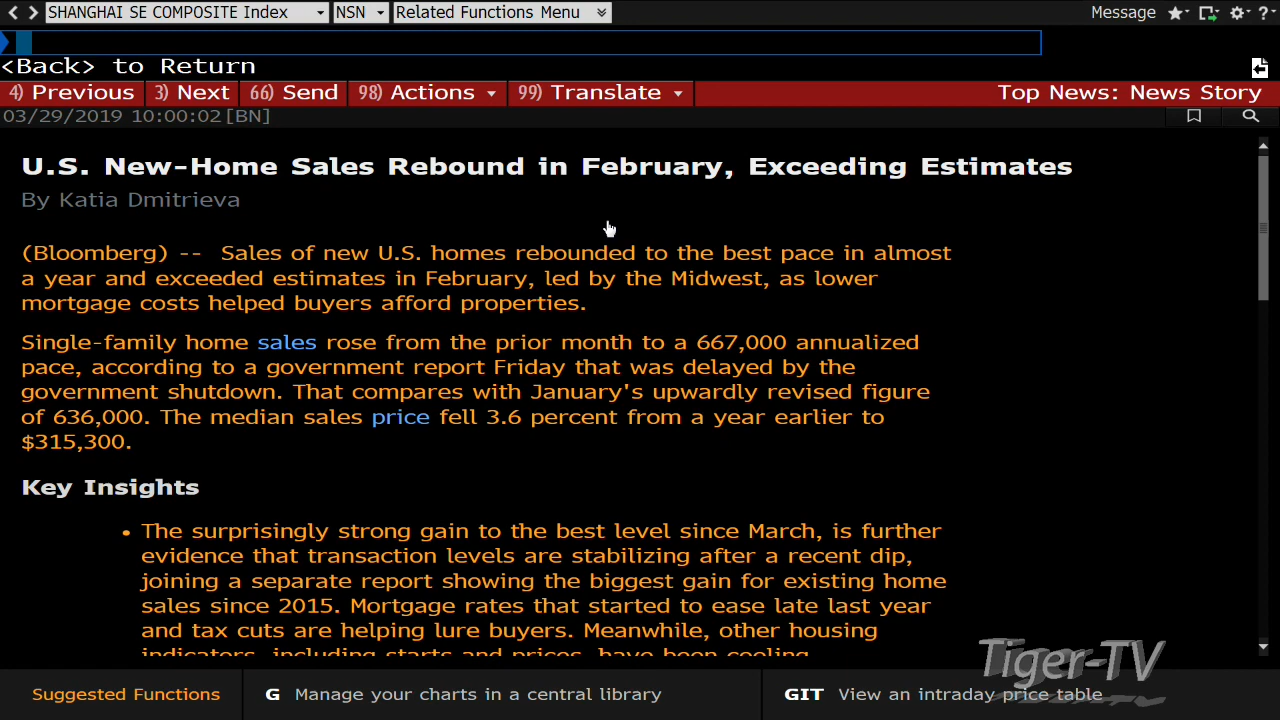 SHANGHAI SE COMPOSITE Index NSN Related Functions Menu Message ?
<Back> to Return
4) Previous 3) Next 66) Send 98) Actions 99) Translate Top News: News Story
03/29/2019 10:00:02 [BN]
U.S. New-Home Sales Rebound in February, Exceeding Estimates
By Katia Dmitrieva
(Bloomberg) -- Sales of new U.S. homes rebounded to the best pace in almost
a year and exceeded estimates in February, led by the Midwest, as lower
mortgage costs helped buyers afford properties.
Single-family home sales rose from the prior month to a 667,000 annualized
pace, according to a government report Friday that was delayed by the
government shutdown. That compares with January's upwardly revised figure
of 636,000. The median sales price fell 3.6 percent from a year earlier to
$315,300.
Key Insights
• The surprisingly strong gain to the best level since March, is further
evidence that transaction levels are stabilizing after a recent dip,
joining a separate report showing the biggest gain for existing home
sales since 2015. Mortgage rates that started to ease late last year
and tax cuts are helping lure buyers. Meanwhile, other housing
indicators, including starts and prices, have been cooling.
Tiger-TV
Suggested Functions G Manage your charts in a central library GIT View an intraday price table